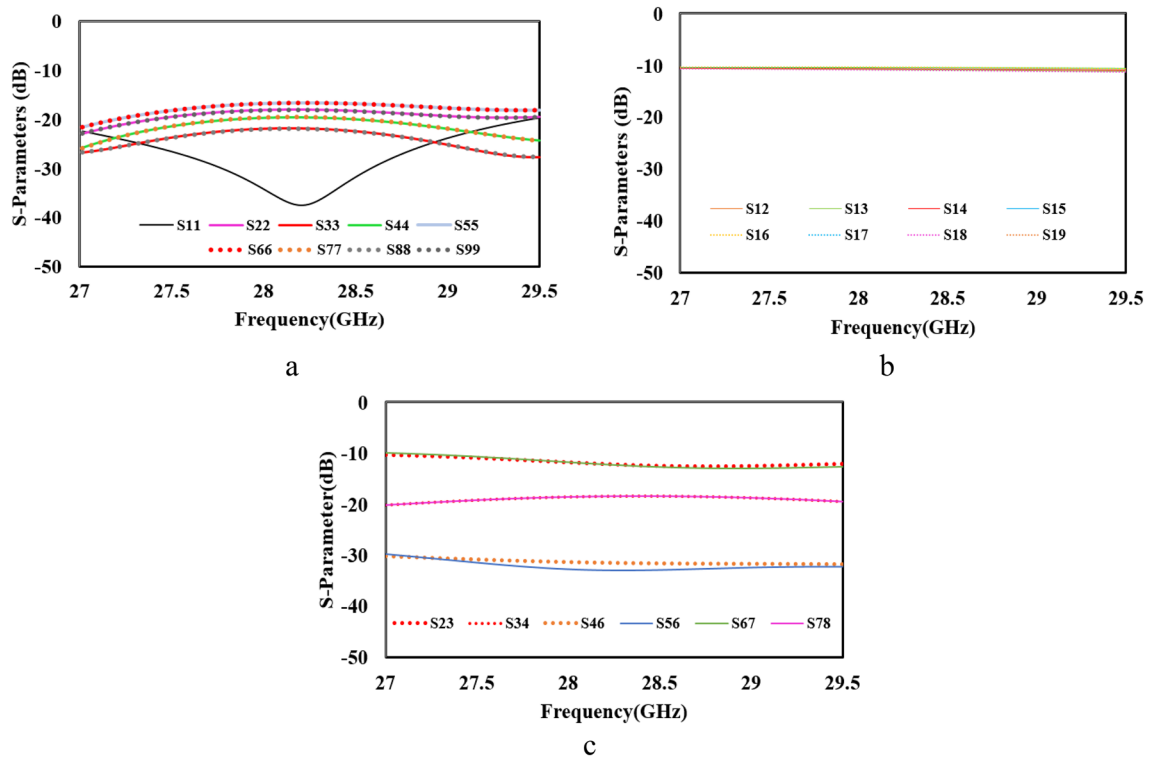 0
-10
-20
-30
-40
-50
S-Parameters (dB)
S11 S22 S33 S44 S55
S66 S77 S88 S99
27 27.5 28 28.5 29 29.5
Frequency(GHz)
a
0
-10
-20
-30
-40
-50
S-Parameters (dB)
S12 S13 S14 S15
S16 S17 S18 S19
27 27.5 28 28.5 29 29.5
Frequency(GHz)
b
0
-10
-20
-30
-40
-50
S-Parameter(dB)
S23 S34 S46 S56 S67 S78
27 27.5 28 28.5 29 29.5
Frequency(GHz)
c